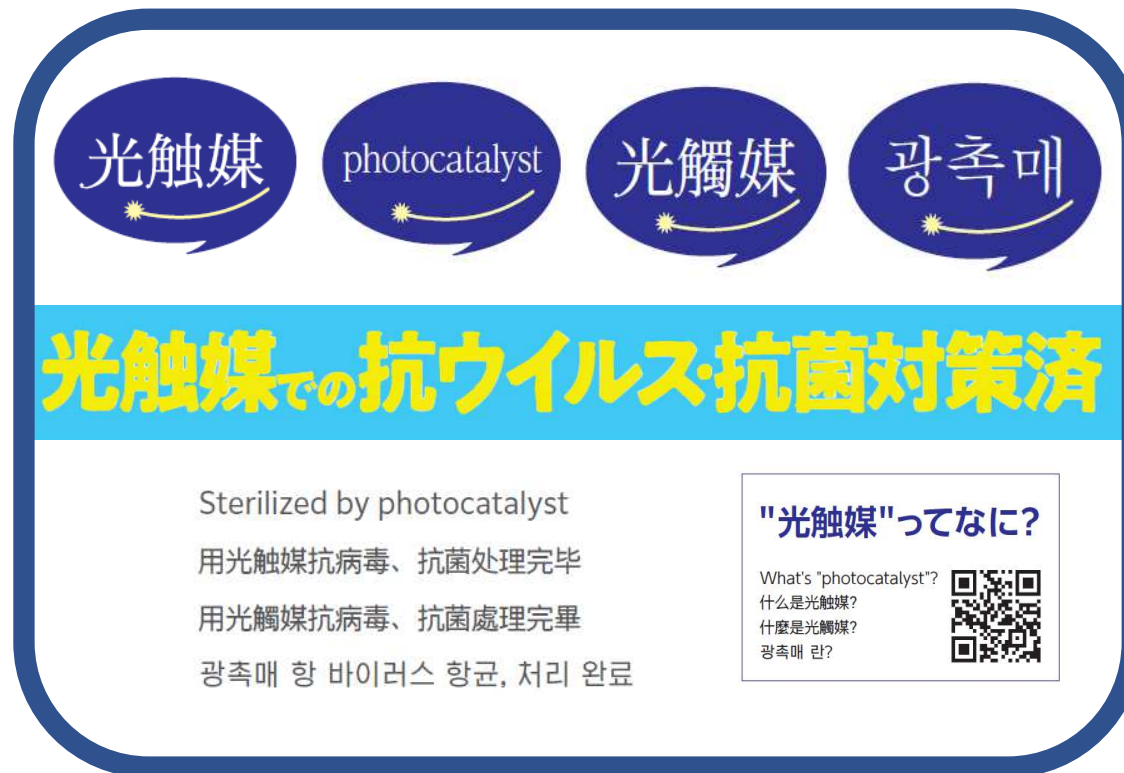 光触媒
photocatalyst
光觸媒
광촉매
光触媒での抗ウイルス・抗菌対策済
Sterilized by photocatalyst
用光触媒抗病毒、抗菌处理完毕
用光觸媒抗病毒、抗菌處理完畢
광촉매 항 바이러스 항균, 처리 완료
"光触媒"ってなに?
What's "photocatalyst"?
什么是光触媒?
什麼是光觸媒?
광촉매 란?